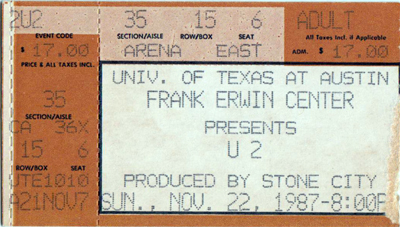 2U2 35 15 6 ADULT
EVENT CODE SECTION/AISLE ROW/BOX SEAT All Taxes Incl. if Applicable
$ 17.00 ARENA EAST ADM. $ 17.00
PRICE & ALL TAXES INCL.
UNIV. OF TEXAS AT AUSTIN
35 FRANK ERWIN CENTER
SECTION/AISLE
CA 36X PRESENTS
15 6 U 2
ROW/BOX SEAT
UTE1010 PRODUCED BY STONE CITY
A21NOV7 SUN., NOV. 22, 1987-8:00P